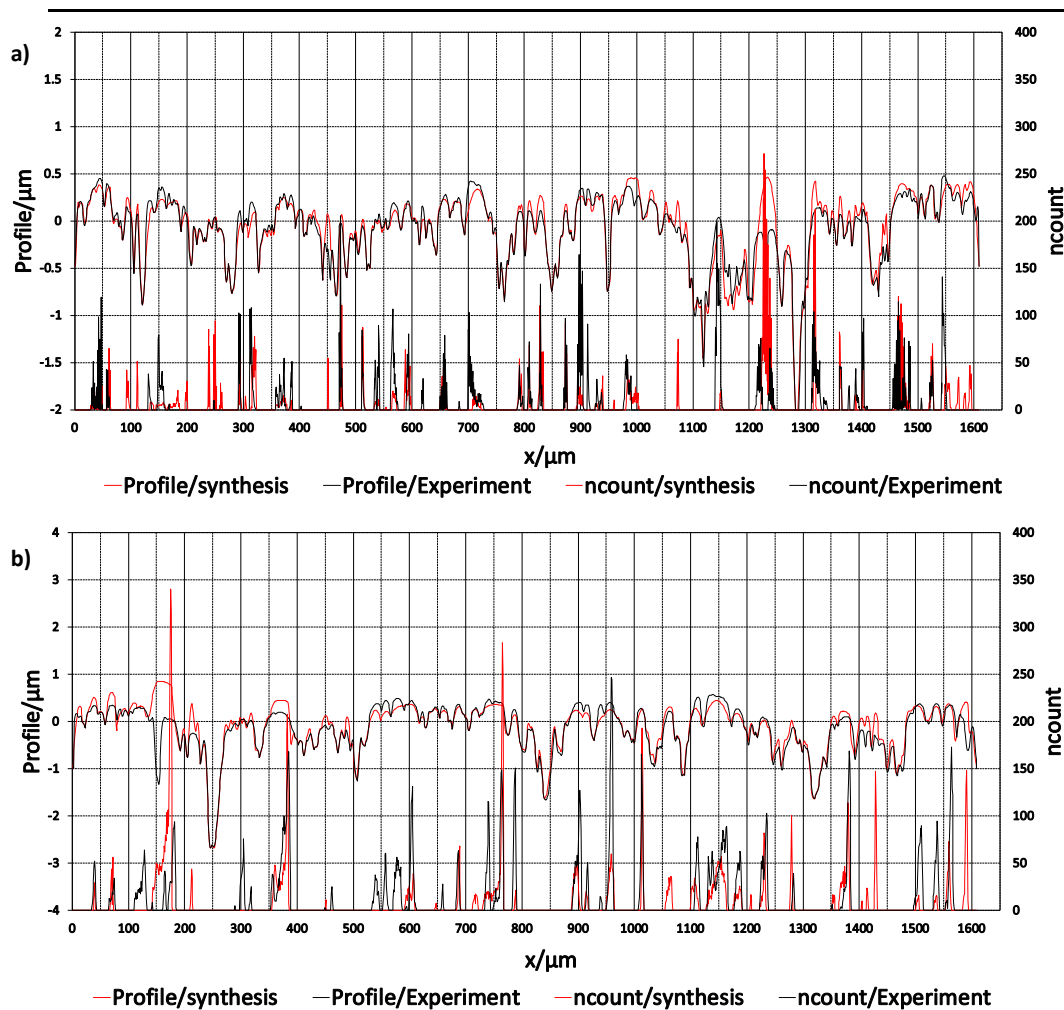 a)
2 1.5 1 0.5 0 -0.5 -1 -1.5 -2
Profile/µm
400 350 300 250 200 150 100 50 0
ncount
0 100 200 300 400 500 600 700 800 900 1000 1100 1200 1300 1400 1500 1600
x/µm
Profile/synthesis Profile/Experiment ncount/synthesis ncount/Experiment
b)
4 3 2 1 0 -1 -2 -3 -4
Profile/µm
400 350 300 250 200 150 100 50 0
ncount
0 100 200 300 400 500 600 700 800 900 1000 1100 1200 1300 1400 1500 1600
x/µm
Profile/synthesis Profile/Experiment ncount/synthesis ncount/Experiment